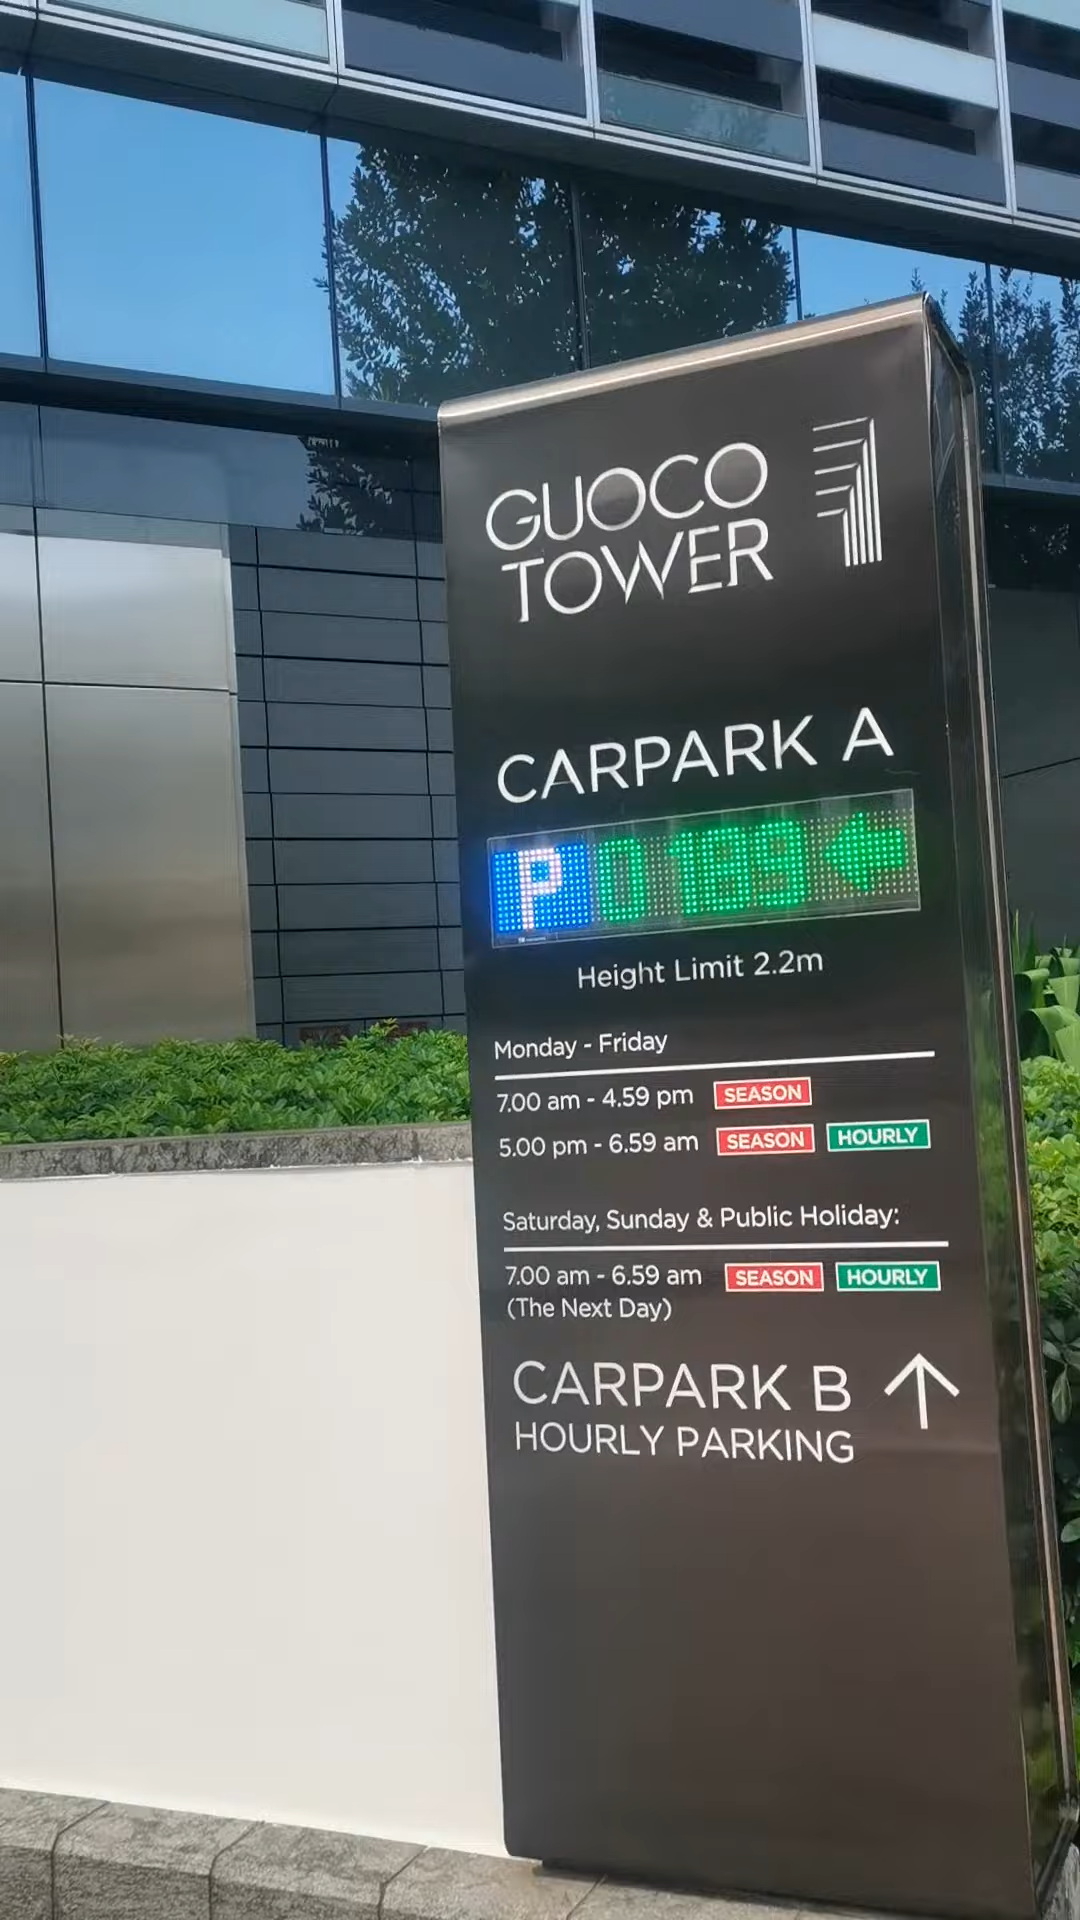 GUOCO
TOWER
CARPARK A
P 0189
Height Limit 2.2m
Monday - Friday
7.00 am - 4.59 pm SEASON
5.00 pm - 6.59 am SEASON HOURLY
Saturday, Sunday & Public Holiday:
7.00 am - 6.59 am SEASON HOURLY
(The Next Day)
CARPARK B
HOURLY PARKING